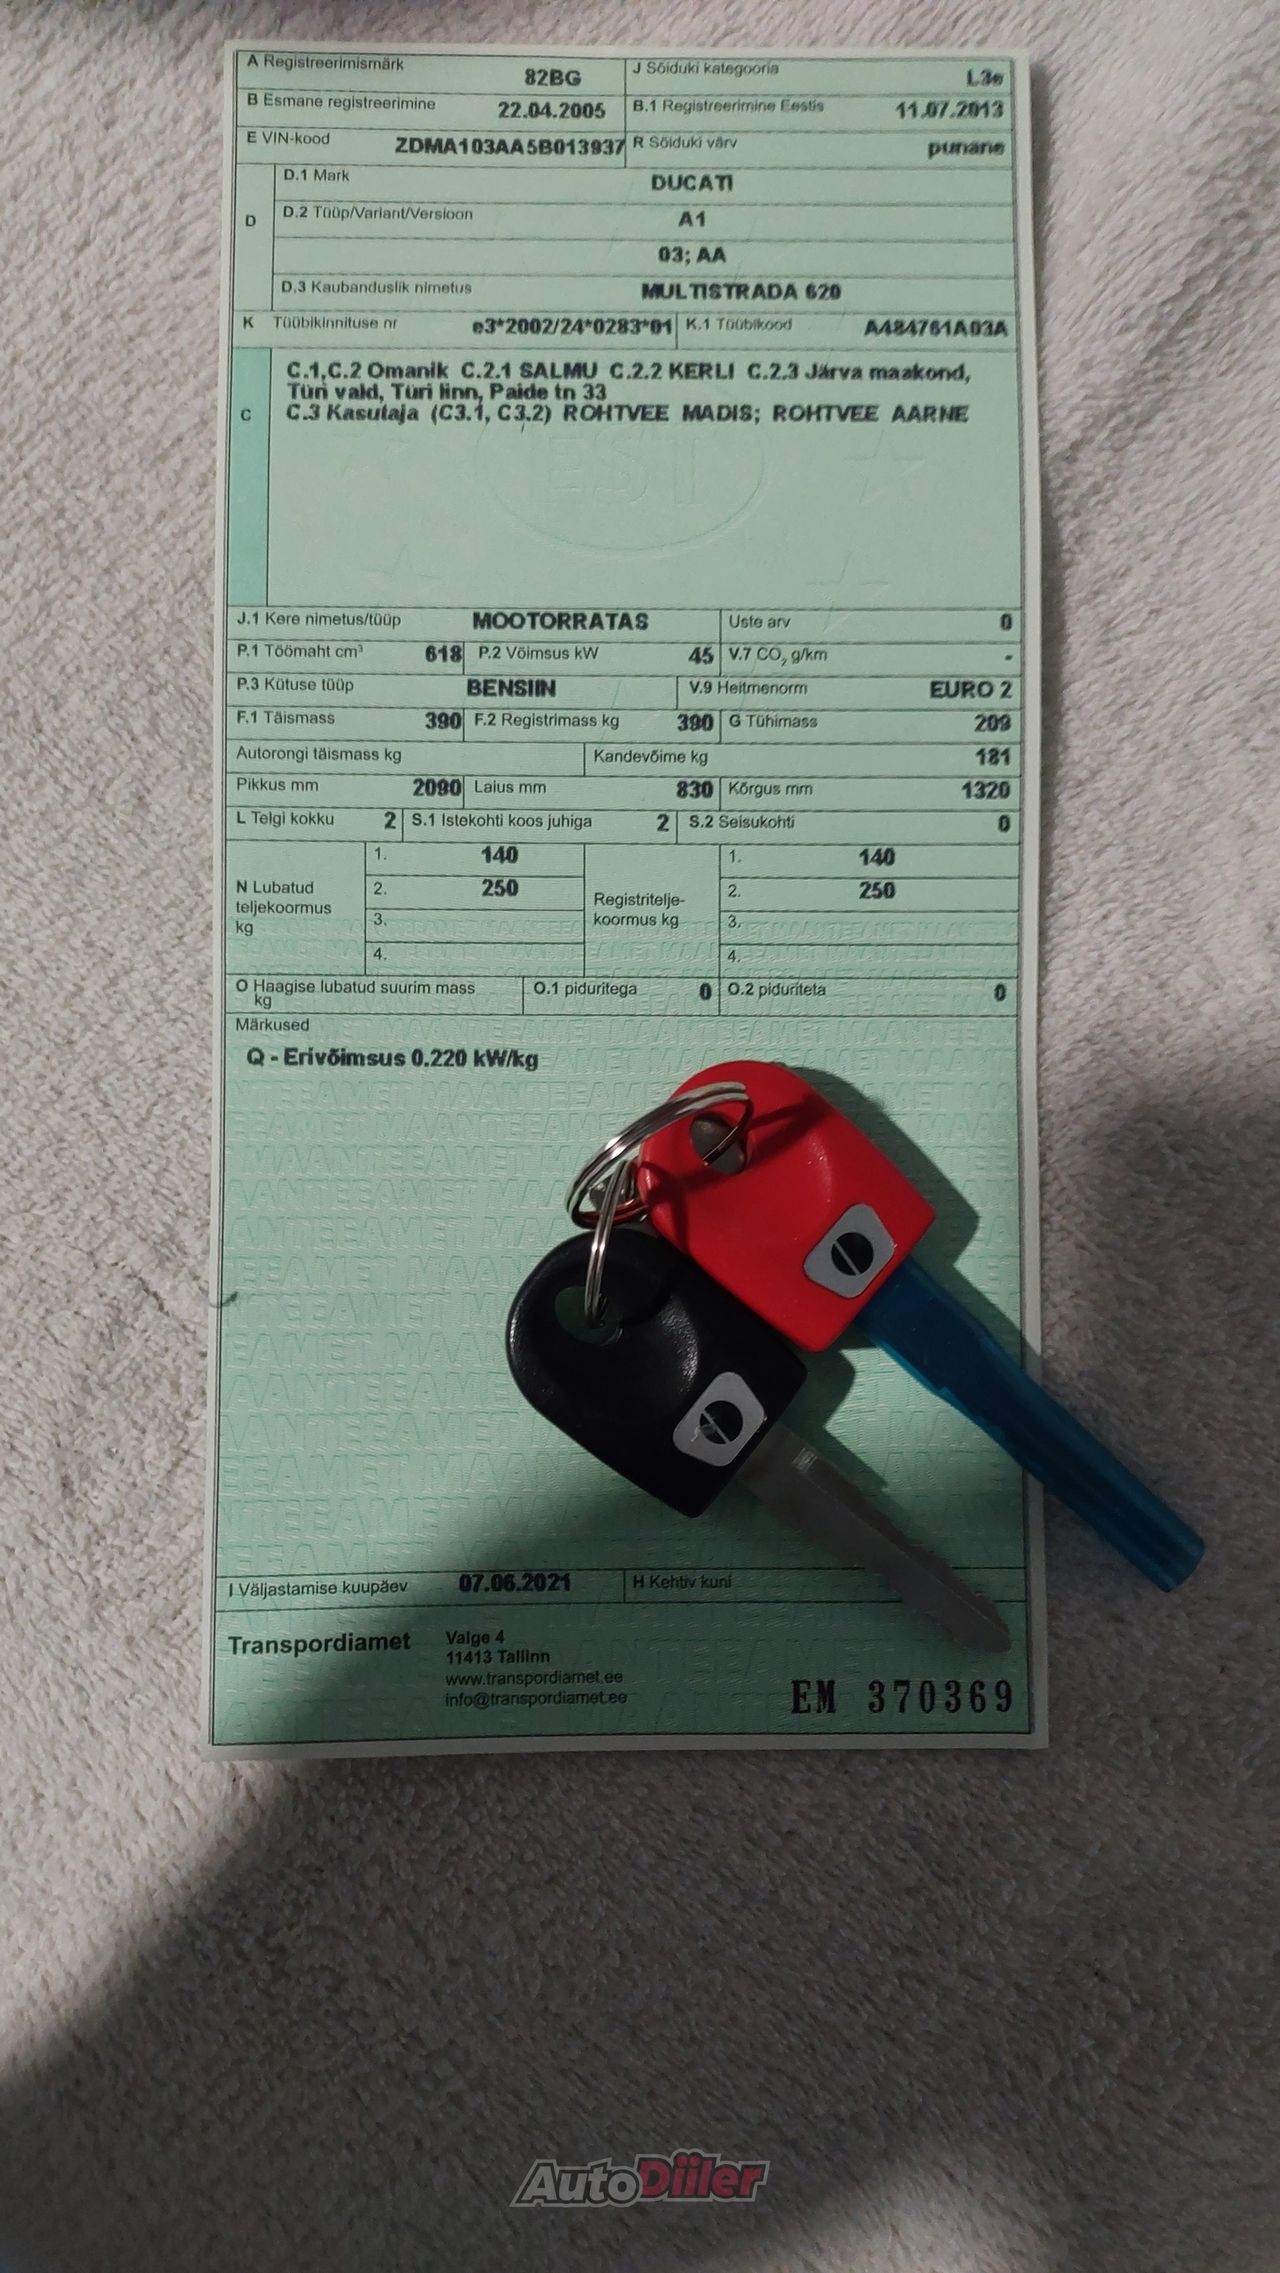 A Registreerimismärk 82BG J Sõiduki kategooria L3e
B Esmane registreerimine 22.04.2005 B.1 Registreerimine Eestis 11.07.2013
E VIN-kood ZDMA103AA5B013937 R Sõiduki värv punane
D.1 Mark DUCATI
D D.2 Tüüp/Variant/Versioon A1
03; AA
D.3 Kaubanduslik nimetus MULTISTRADA 620
K Tüübikinnituse nr e3*2002/24*0283*01 K.1 Tüübikood A484761A03A
C.1,C.2 Omanik C.2.1 SALMU C.2.2 KERLI C.2.3 Järva maakond,
Türi vald, Türi linn, Paide tn 33
C C.3 Kasutaja (C3.1, C3.2) ROHTVEE MADIS; ROHTVEE AARNE
EST
J.1 Kere nimetus/tüüp MOOTORRATAS Uste arv 0
P.1 Töömaht cm³ 618 P.2 Võimsus kW 45 V.7 CO₂ g/km -
P.3 Kütuse tüüp BENSIIN V.9 Heitmenorm EURO 2
F.1 Täismass 390 F.2 Registrimass kg 390 G Tühimass 209
Autorongi täismass kg Kandevõime kg 181
Pikkus mm 2090 Laius mm 830 Kõrgus mm 1320
L Telgi kokku 2 S.1 Istekohti koos juhiga 2 S.2 Seisukohti 0
1. 140 1. 140
N Lubatud 2. 250 Registritelje- 2. 250
teljekoormus 3. koormus kg 3.
kg 4. 4.
O Haagise lubatud suurim mass O.1 piduritega 0 O.2 piduriteta 0
kg
Märkused
Q - Erivõimsus 0.220 kW/kg
I Väljastamise kuupäev 07.06.2021 H Kehtiv kuni
Transpordiamet Valge 4
11413 Tallinn
www.transpordiamet.ee
info@transpordiamet.ee
EM 370369
AutoDiiler